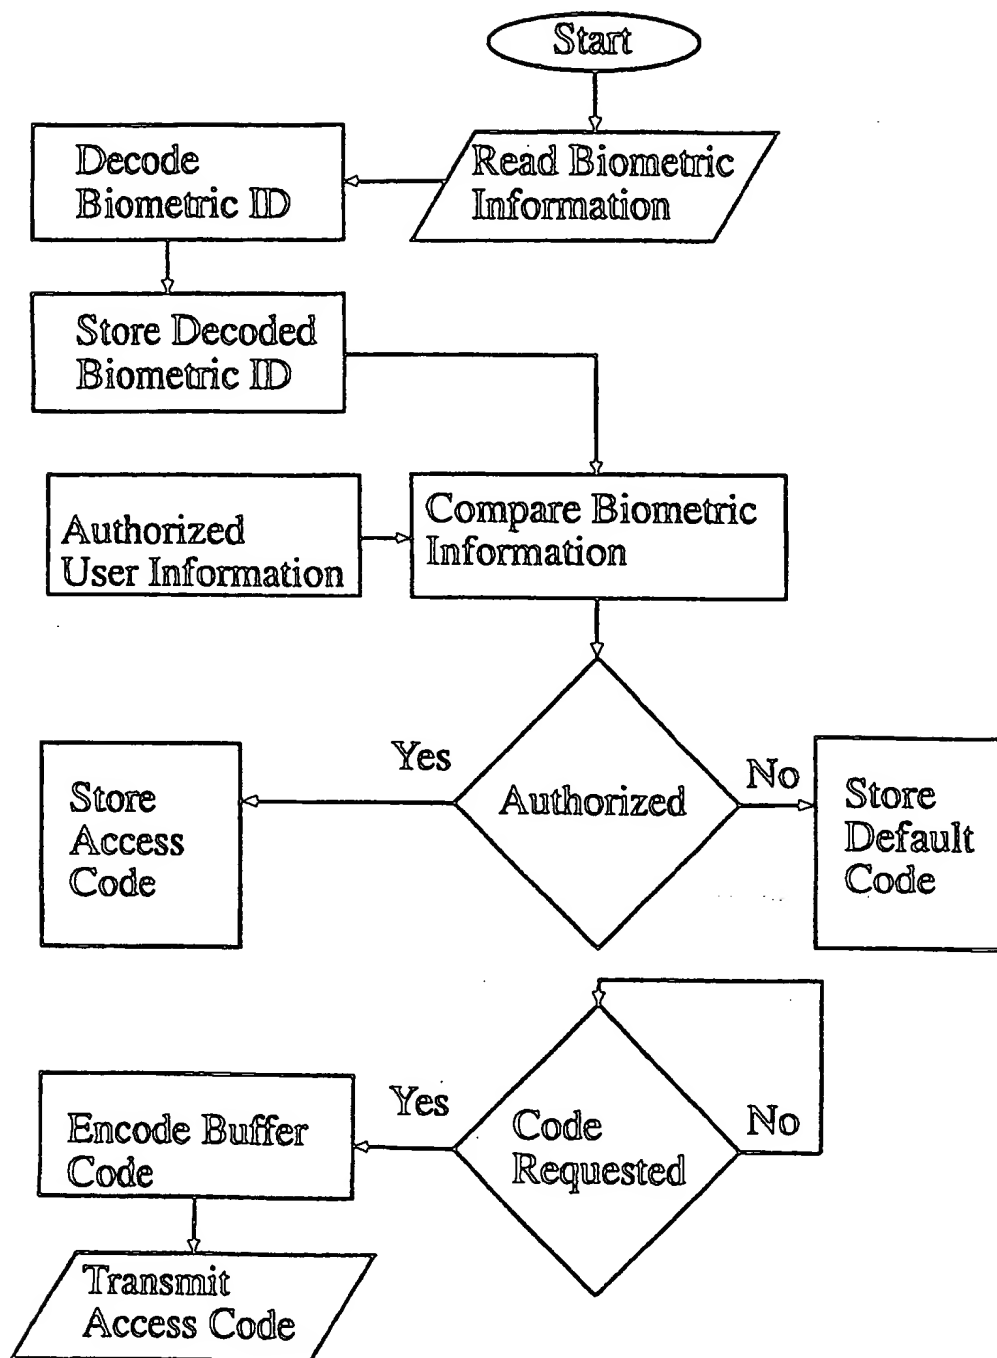 Start
Read Biometric
Information
Decode
Biometric ID
Store Decoded
Biometric ID
Authorized
User Information
Compare Biometric
Information
Yes
Authorized
No
Store
Access
Code
Store
Default
Code
Yes
Code
Requested
No
Encode Buffer
Code
Transmit
Access Code